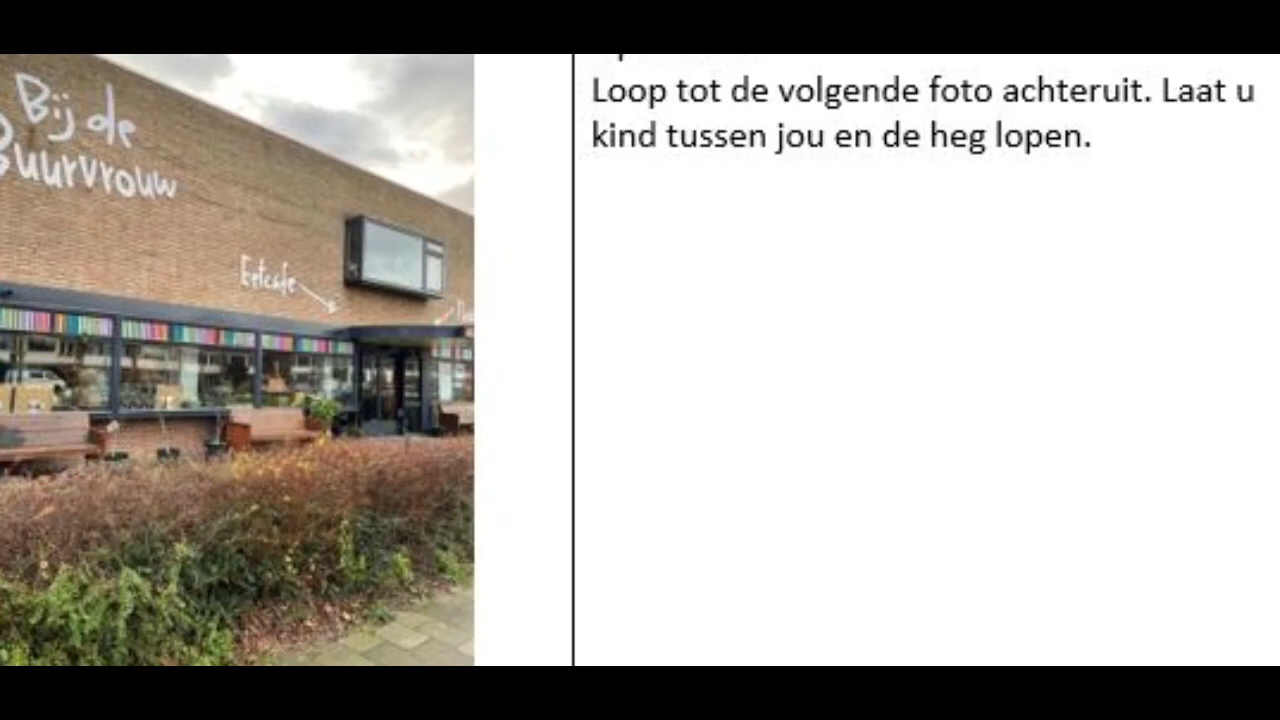 Bij de
Buurvrouw
Eetcafe
Loop tot de volgende foto achteruit. Laat u
kind tussen jou en de heg lopen.